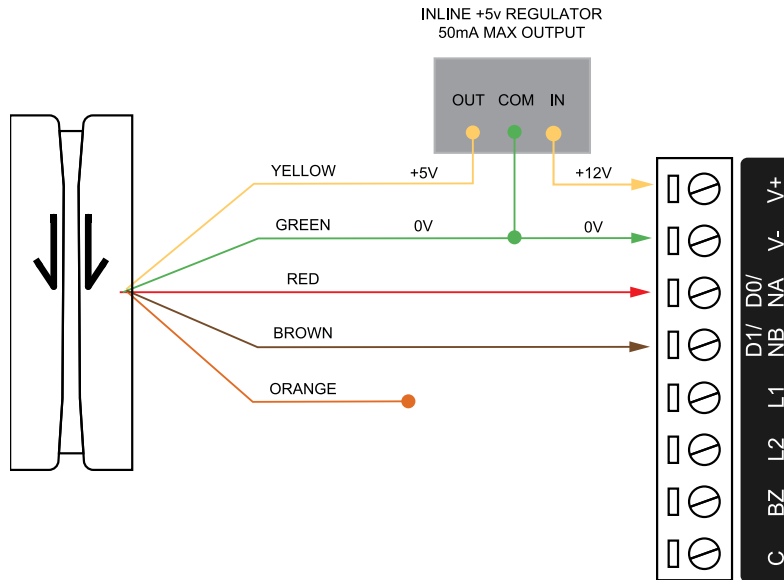 INLINE +5v REGULATOR
50mA MAX OUTPUT
OUT COM IN
YELLOW +5V +12V
GREEN 0V 0V
RED
BROWN
ORANGE
V+
V-
D0/
NA
D1/
NB
L1
L2
BZ
C